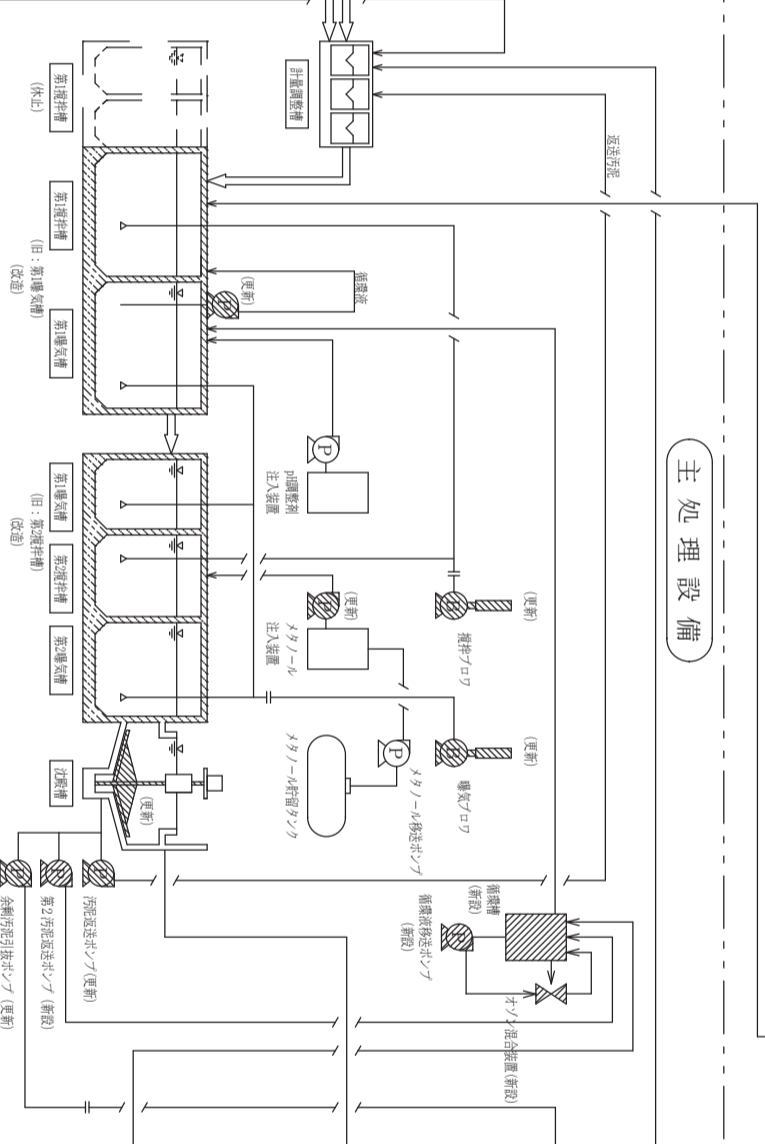 主処理設備
計量調整槽
返送汚泥
第1撹拌槽
(休止)
第1撹拌槽
(旧：第1曝気槽)
(改造)
第1曝気槽
(更新)
循環液
P
P
pH調整剤
注入装置
第1曝気槽
(旧：第2撹拌槽)
(改造)
第2撹拌槽
第2曝気槽
P
(更新)
メタノール
注入装置
B
(更新)
撹拌ブロワ
B
(更新)
曝気ブロワ
P
メタノール移送ポンプ
メタノール貯留タンク
沈殿槽
(更新)
P
汚泥返送ポンプ(更新)
P
第2汚泥返送ポンプ (新設)
P
余剰汚泥引抜ポンプ (更新)
循環槽
(新設)
P
循環液移送ポンプ
(新設)
オゾン混合装置(新設)